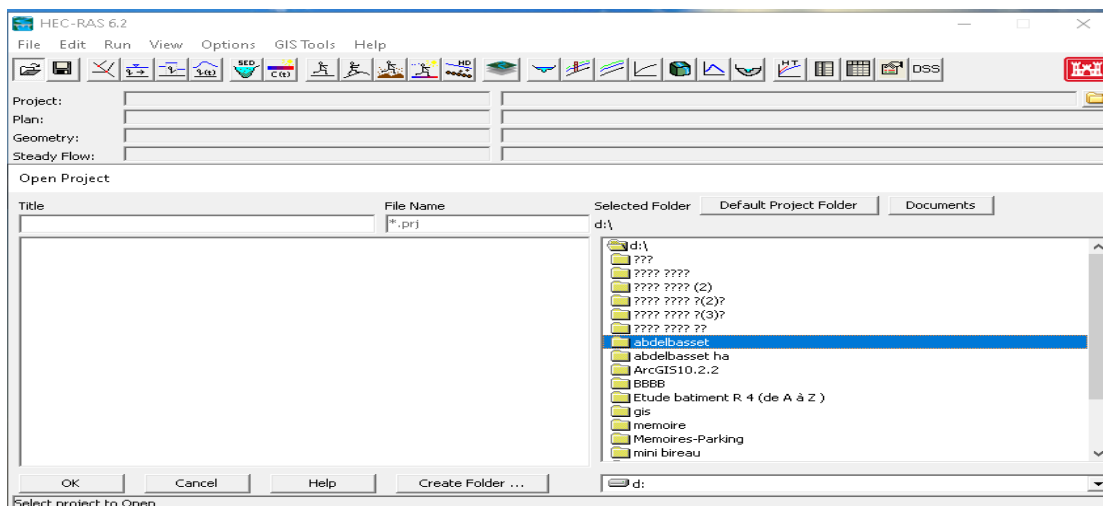 HEC-RAS 6.2
File Edit Run View Options GIS Tools Help
SED HD HT DSS
Project:
Plan:
Geometry:
Steady Flow:
Open Project
Title File Name Selected Folder Default Project Folder Documents
*.prj d:\
d:\
???
???? ????
???? ???? (2)
???? ???? ?(2)?
???? ???? ?(3)?
???? ???? ??
abdelbasset
abdelbasset ha
ArcGIS10.2.2
BBBB
Etude batiment R 4 (de A à Z )
gis
memoire
Memoires-Parking
mini bireau
OK Cancel Help Create Folder ... d:
Select project to Open